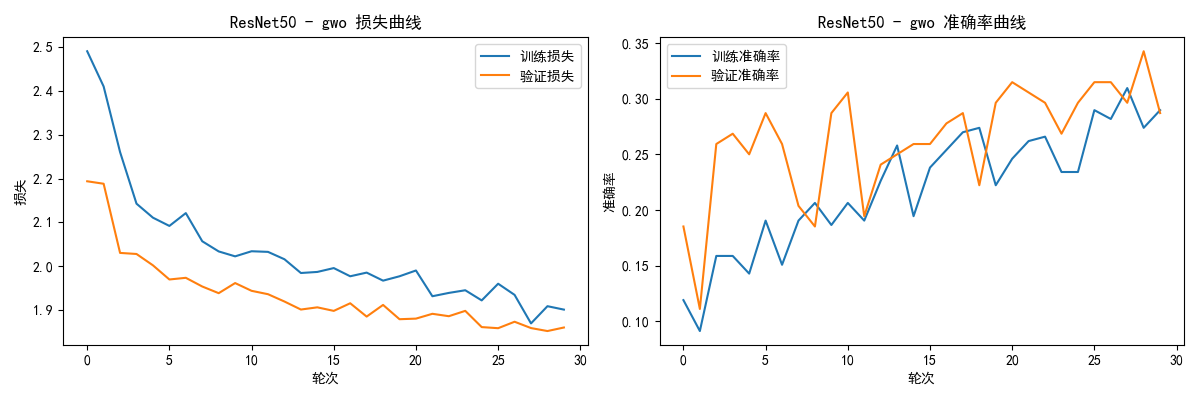 ResNet50 - gwo 损失曲线
2.5
2.4
2.3
2.2
2.1
2.0
1.9
损失
训练损失
验证损失
0 5 10 15 20 25 30
轮次
ResNet50 - gwo 准确率曲线
0.35
0.30
0.25
0.20
0.15
0.10
准确率
训练准确率
验证准确率
0 5 10 15 20 25 30
轮次